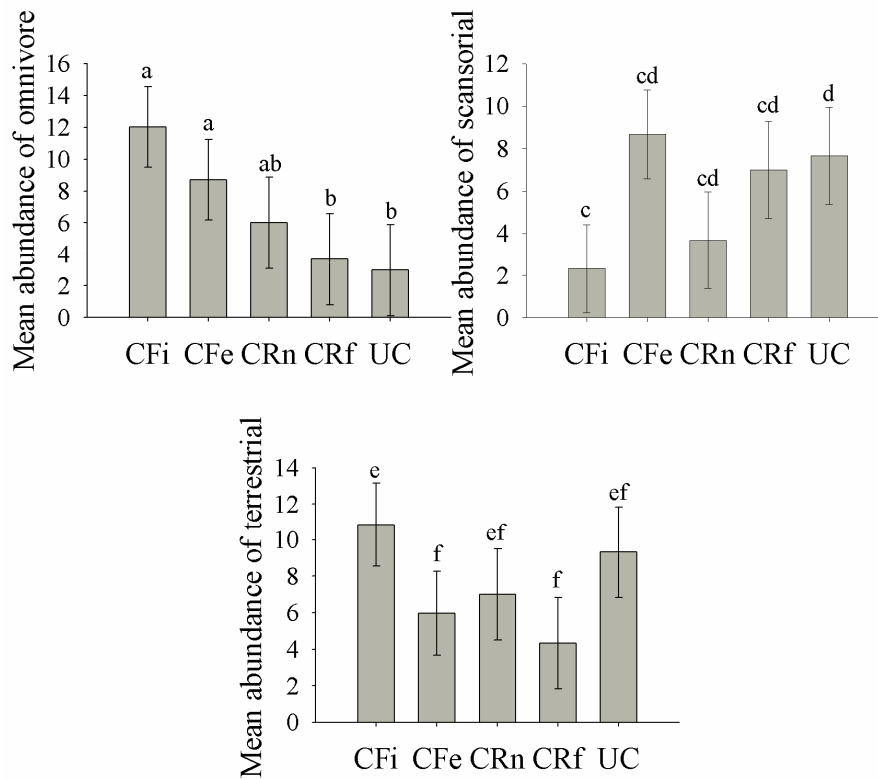 Mean abundance of omnivore
16
14
12
10
8
6
4
2
0
a
a
ab
b
b
CFi CFe CRn CRf UC
Mean abundance of scansorial
12
10
8
6
4
2
0
c
cd
cd
cd
d
CFi CFe CRn CRf UC
Mean abundance of terrestrial
14
12
10
8
6
4
2
0
e
f
ef
f
ef
CFi CFe CRn CRf UC